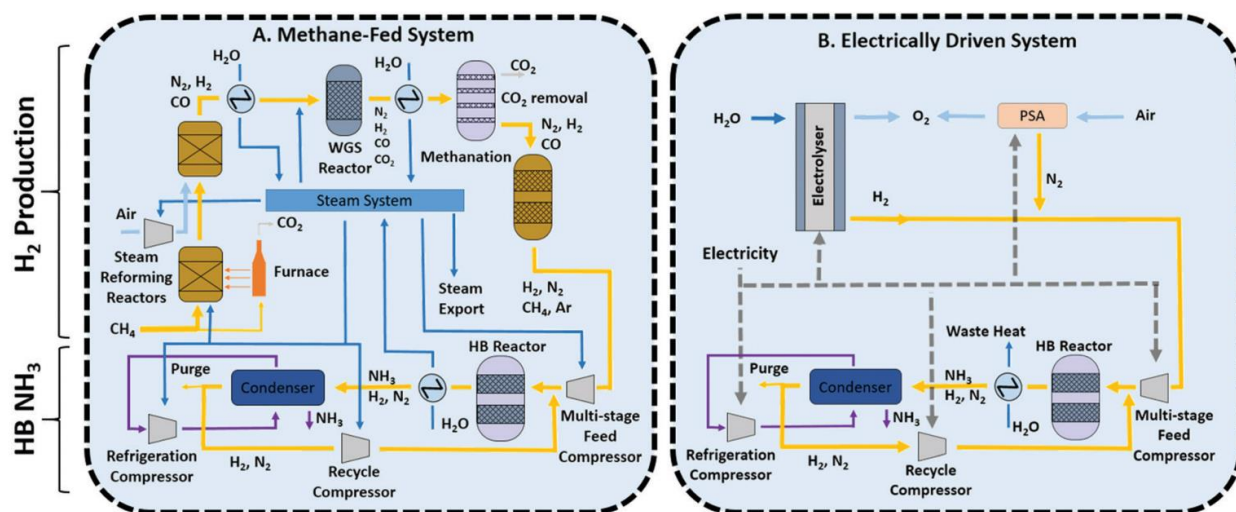 A. Methane-Fed System
H₂O
H₂O
N₂, H₂
CO
CO₂
CO₂ removal
N₂
H₂
CO
CO₂
WGS
Reactor
Methanation
N₂, H₂
CO
Steam System
Air
CO₂
Steam
Reforming
Reactors
Furnace
Steam
Export
H₂, N₂
CH₄, Ar
CH₄
H₂ Production
HB NH₃
Purge
Condenser
NH₃
H₂, N₂
HB Reactor
NH₃
H₂O
Multi-stage
Feed
Compressor
Refrigeration
Compressor
H₂, N₂
Recycle
Compressor
B. Electrically Driven System
H₂O
Electrolyser
O₂
PSA
Air
N₂
H₂
Electricity
Waste Heat
HB Reactor
Purge
Condenser
NH₃
H₂, N₂
NH₃
H₂O
Multi-stage
Feed
Compressor
Refrigeration
Compressor
H₂, N₂
Recycle
Compressor